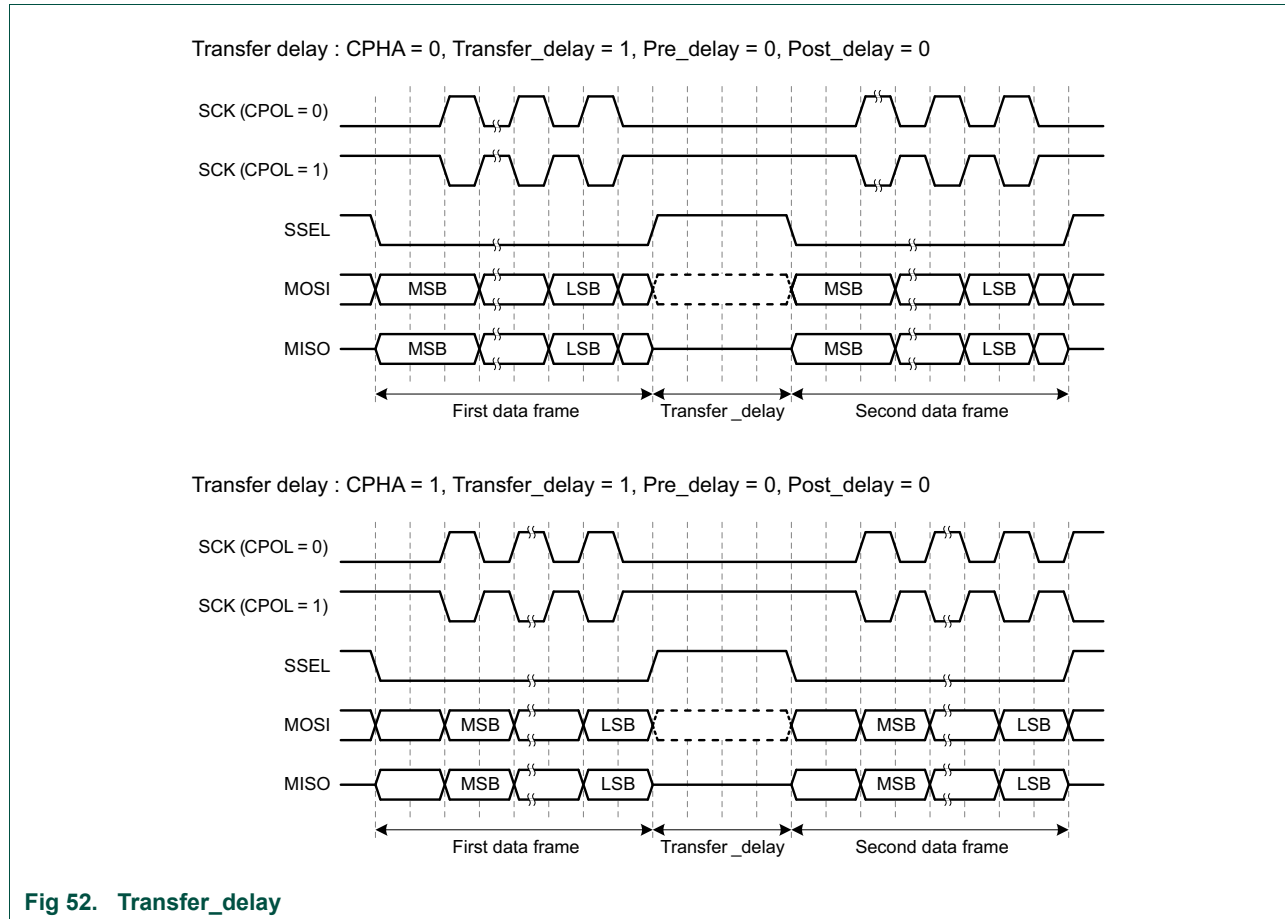 Transfer delay : CPHA = 0, Transfer_delay = 1, Pre_delay = 0, Post_delay = 0
SCK (CPOL = 0)
SCK (CPOL = 1)
SSEL
MOSI MSB LSB MSB LSB
MISO MSB LSB MSB LSB
First data frame Transfer _delay Second data frame
Transfer delay : CPHA = 1, Transfer_delay = 1, Pre_delay = 0, Post_delay = 0
SCK (CPOL = 0)
SCK (CPOL = 1)
SSEL
MOSI MSB LSB MSB LSB
MISO MSB LSB MSB LSB
First data frame Transfer _delay Second data frame
Fig 52. Transfer_delay